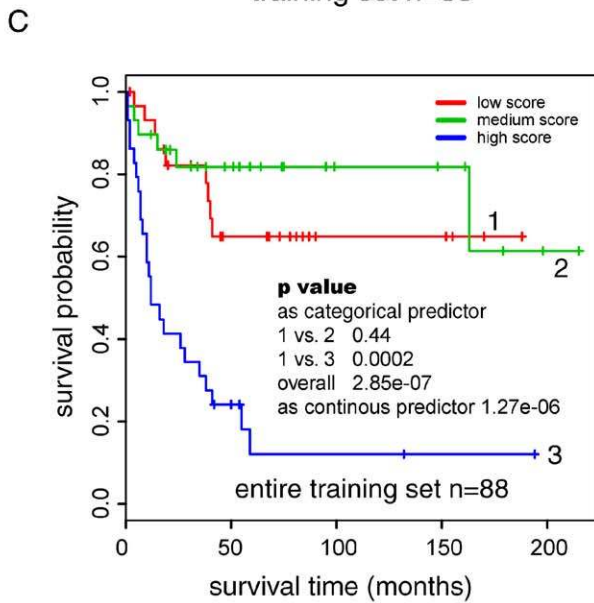 C
low score
medium score
high score
survival probability
1.0
0.8
0.6
0.4
0.2
0.0
1
2
3
p value
as categorical predictor
1 vs. 2 0.44
1 vs. 3 0.0002
overall 2.85e-07
as continous predictor 1.27e-06
entire training set n=88
0 50 100 150 200
survival time (months)